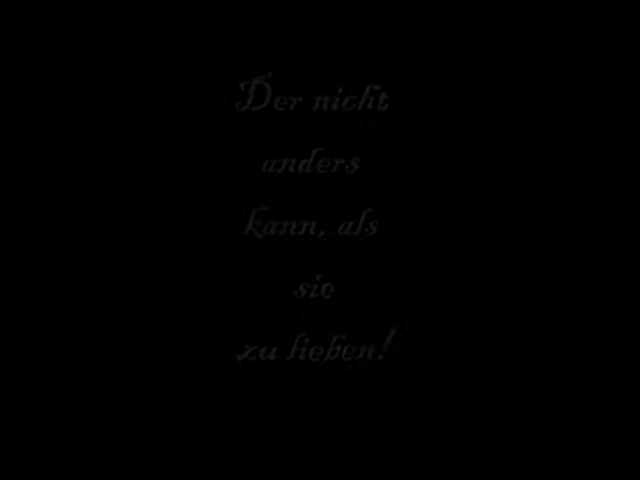 Der nicht
anders
kann, als
sie
zu lieben!